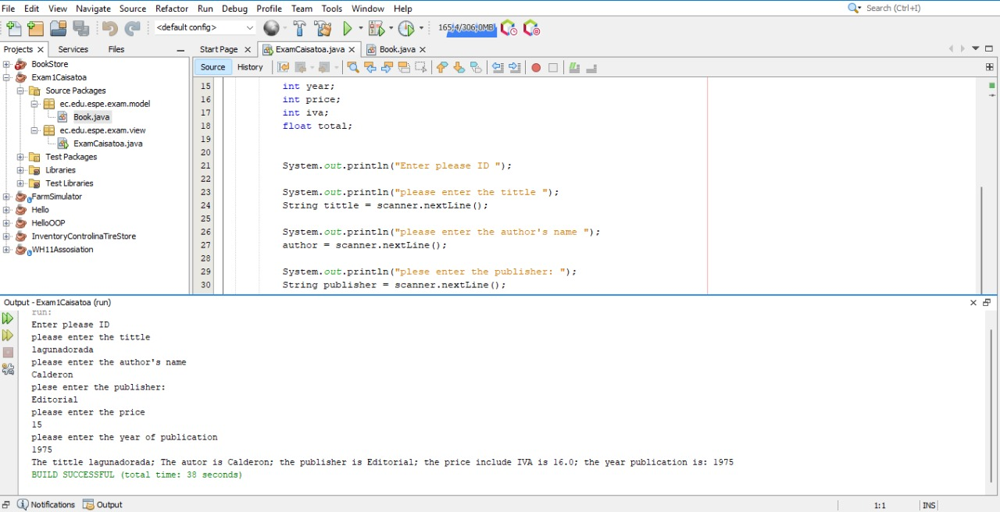 File Edit View Navigate Source Refactor Run Debug Profile Team Tools Window Help Search (Ctrl+I)
<default config> 165,4/306,0MB
Projects Services Files Start Page ExamCaisatoa.java Book.java
Source History
BookStore
Exam1Caisatoa
Source Packages
ec.edu.espe.exam.model
Book.java
ec.edu.espe.exam.view
ExamCaisatoa.java
Test Packages
Libraries
Test Libraries
FarmSimulator
Hello
HelloOOP
InventoryControlinaTireStore
WH11Assosiation
15 int year;
16 int price;
17 int iva;
18 float total;
19
20
21 System.out.println("Enter please ID ");
22
23 System.out.println("please enter the tittle ");
24 String tittle = scanner.nextLine();
25
26 System.out.println("please enter the author's name ");
27 author = scanner.nextLine();
28
29 System.out.println("plese enter the publisher: ");
30 String publisher = scanner.nextLine();
Output - Exam1Caisatoa (run)
run:
Enter please ID
please enter the tittle
lagunadorada
please enter the author's name
Calderon
plese enter the publisher:
Editorial
please enter the price
15
please enter the year of publication
1975
The tittle lagunadorada; The autor is Calderon; the publisher is Editorial; the price include IVA is 16.0; the year publication is: 1975
BUILD SUCCESSFUL (total time: 38 seconds)
Notifications Output 1:1 INS